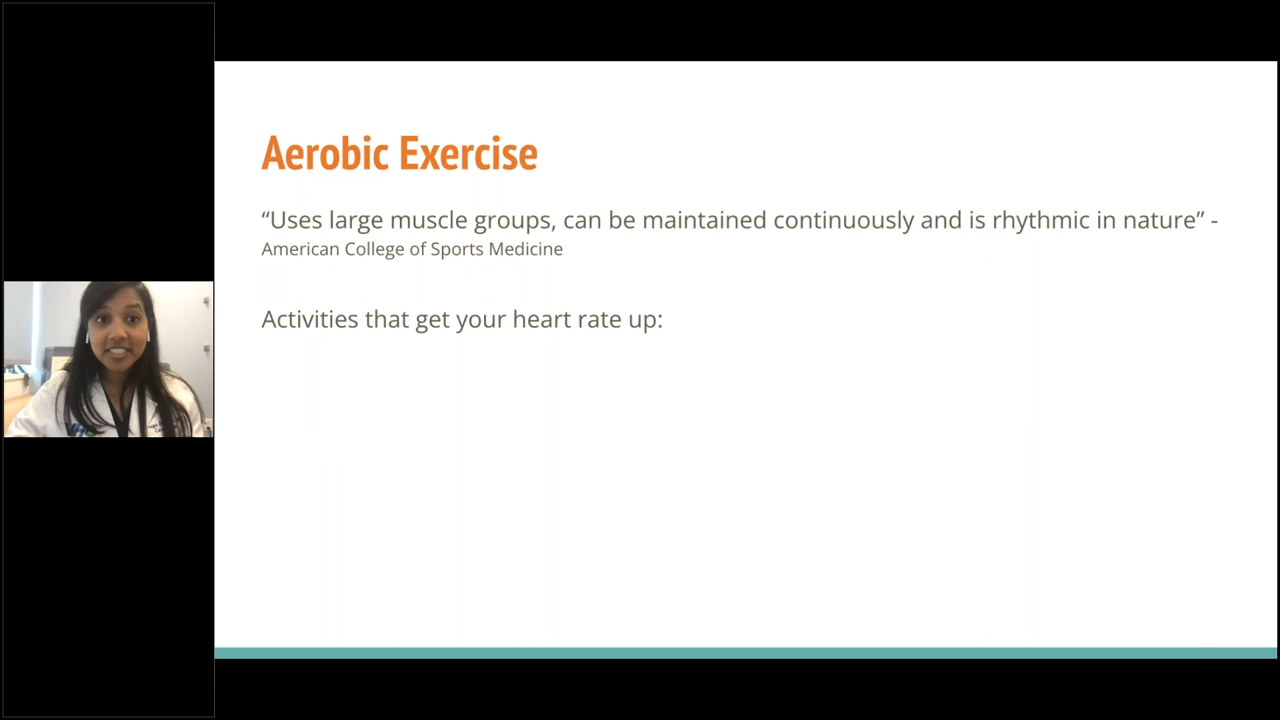 Aerobic Exercise
“Uses large muscle groups, can be maintained continuously and is rhythmic in nature” -
American College of Sports Medicine
Activities that get your heart rate up: